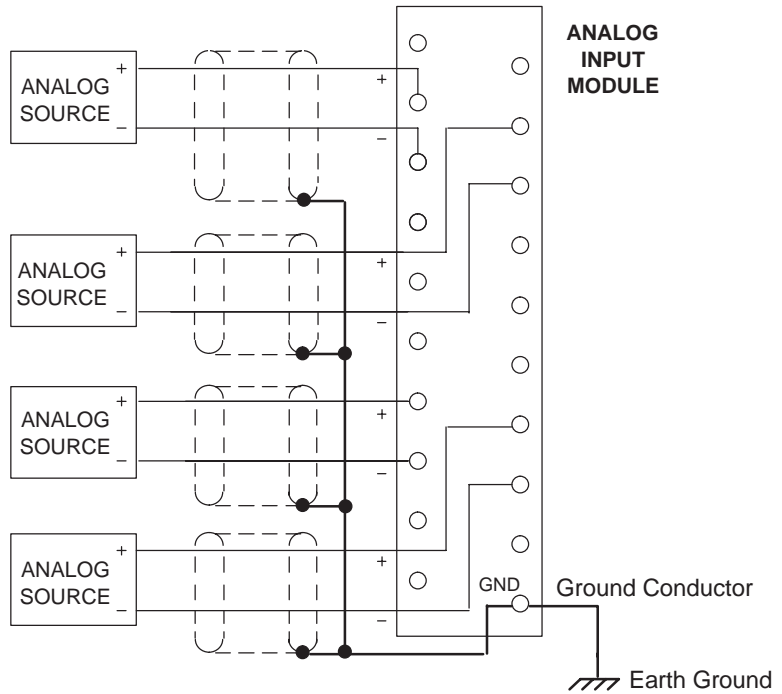 ANALOG
INPUT
MODULE
+
ANALOG
SOURCE
−
+
−
+
ANALOG
SOURCE
−
+
−
+
ANALOG
SOURCE
−
+
−
+
ANALOG
SOURCE
−
+
−
GND
Ground Conductor
Earth Ground